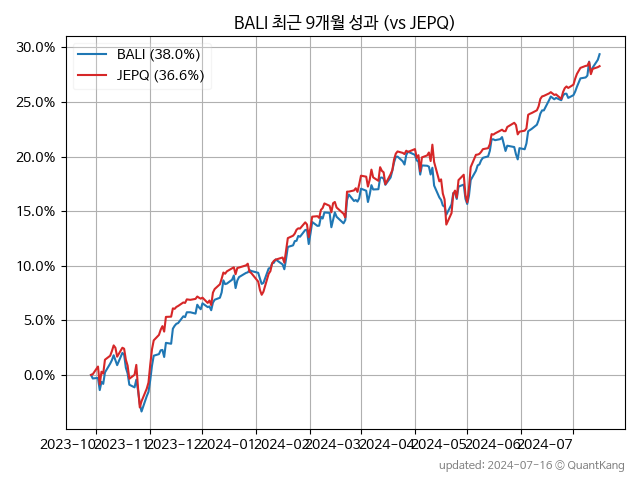 BALI 최근 9개월 성과 (vs JEPQ)
BALI (38.0%)
JEPQ (36.6%)
30.0%
25.0%
20.0%
15.0%
10.0%
5.0%
0.0%
2023-10 2023-11 2023-12 2024-01 2024-02 2024-03 2024-04 2024-05 2024-06 2024-07
updated: 2024-07-16 © QuantKang